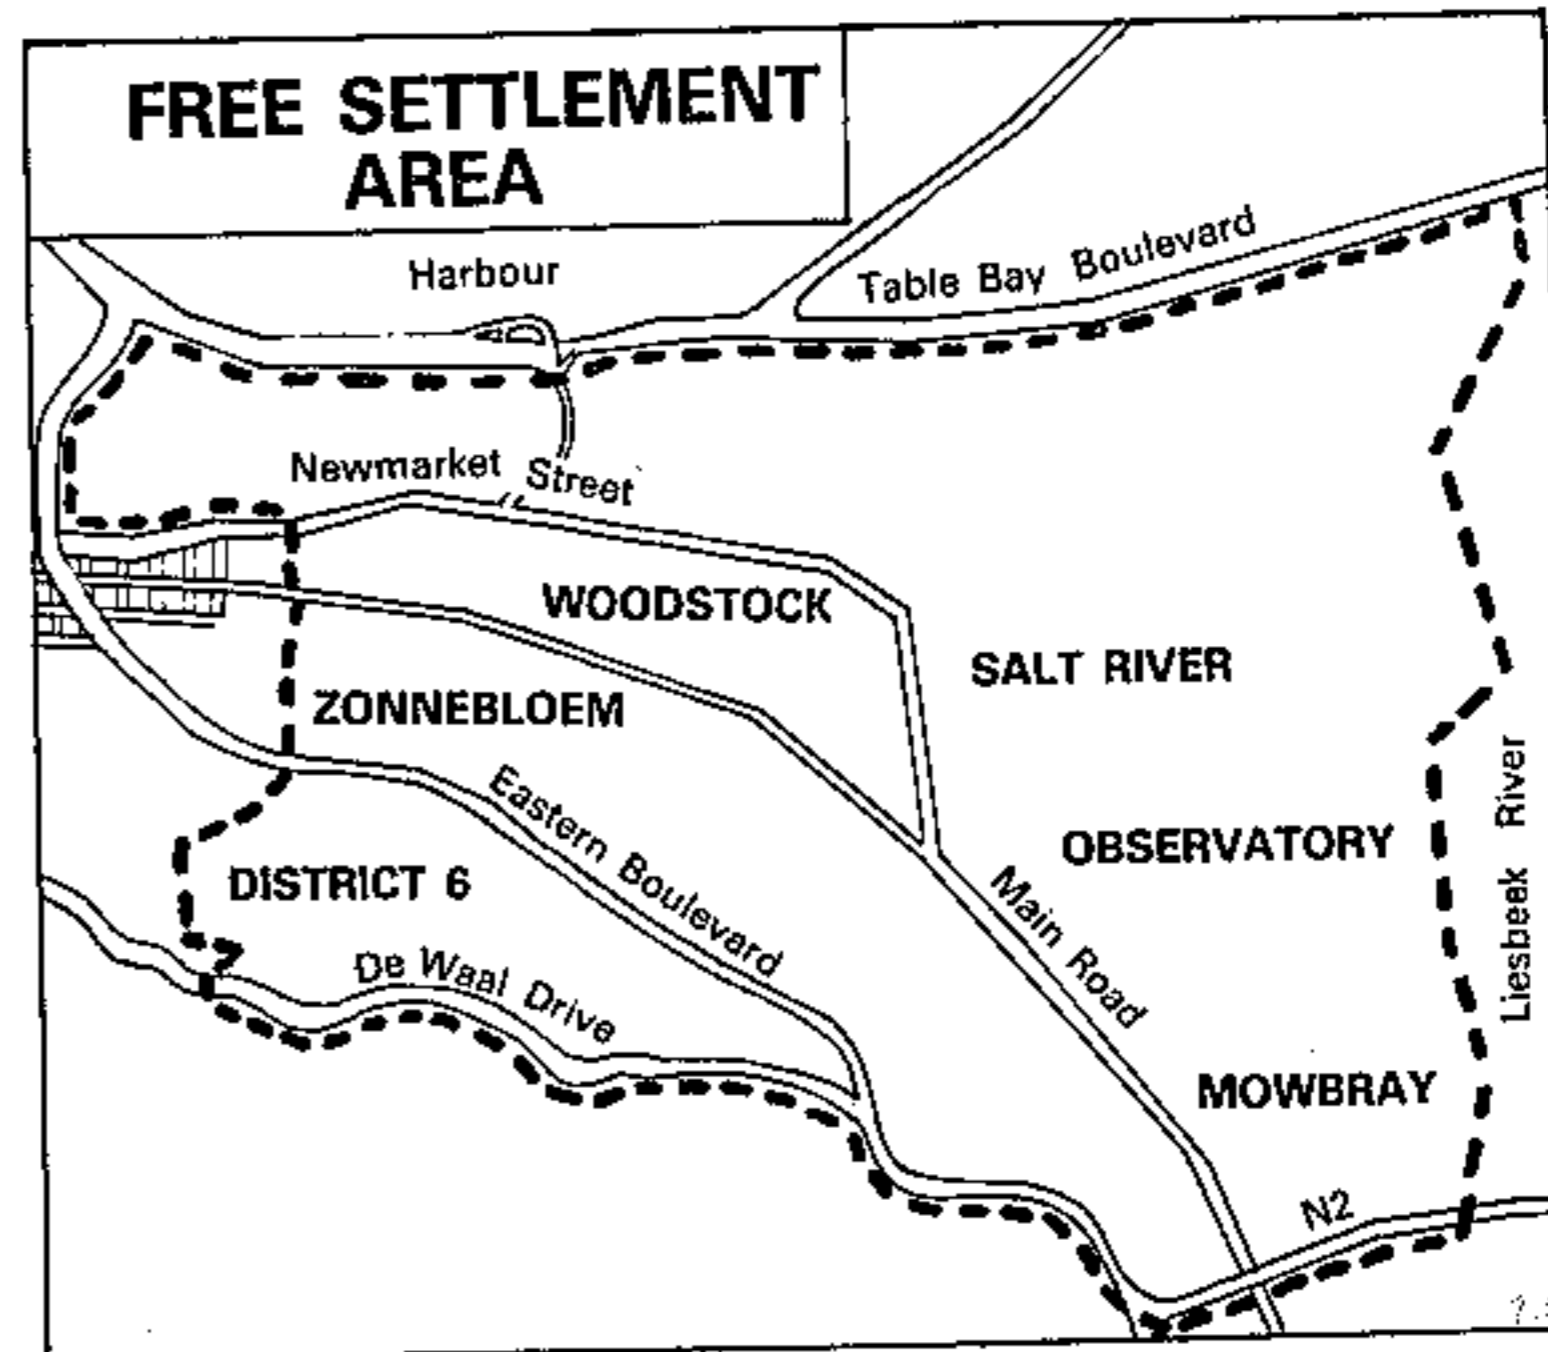 FREE SETTLEMENT
AREA
Harbour
Table Bay Boulevard
Newmarket Street
WOODSTOCK
SALT RIVER
ZONNEBLOEM
Eastern Boulevard
OBSERVATORY
Liesbeek River
DISTRICT 6
Main Road
De Waal Drive
MOWBRAY
N2